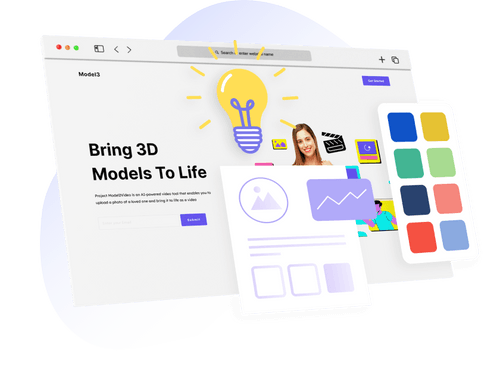 Search or enter website name
Model3
Get Started
Bring 3D
Models To Life
Project Model3Video is an AI-powered video tool that enables you to
upload a photo of a loved one and bring it to life as a video